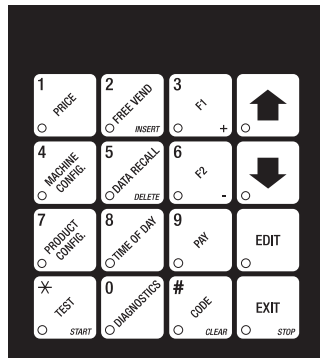 1
PRICE
2
FREE VEND
INSERT
3
F1
+
4
MACHINE
CONFIG.
5
DATA RECALL
DELETE
6
F2
-
7
PRODUCT
CONFIG.
8
TIME OF DAY
9
PAY
EDIT
*
TEST
START
0
DIAGNOSTICS
#
CODE
CLEAR
EXIT
STOP